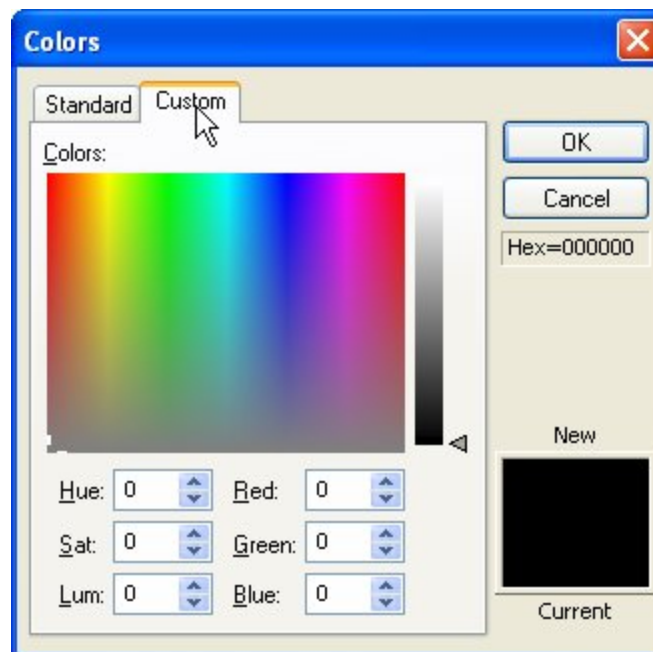 Colors
Standard
Custom
Colors:
OK
Cancel
Hex=000000
New
Hue: 0
Red: 0
Sat: 0
Green: 0
Lum: 0
Blue: 0
Current